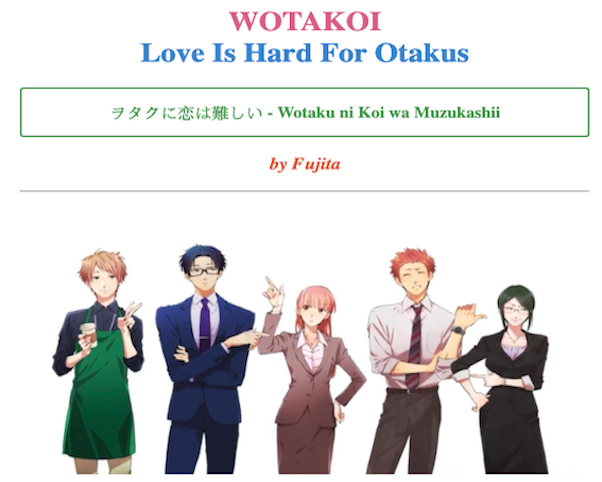 WOTAKOI
Love Is Hard For Otakus
ヲタクに恋は難しい - Wotaku ni Koi wa Muzukashii
by Fujita